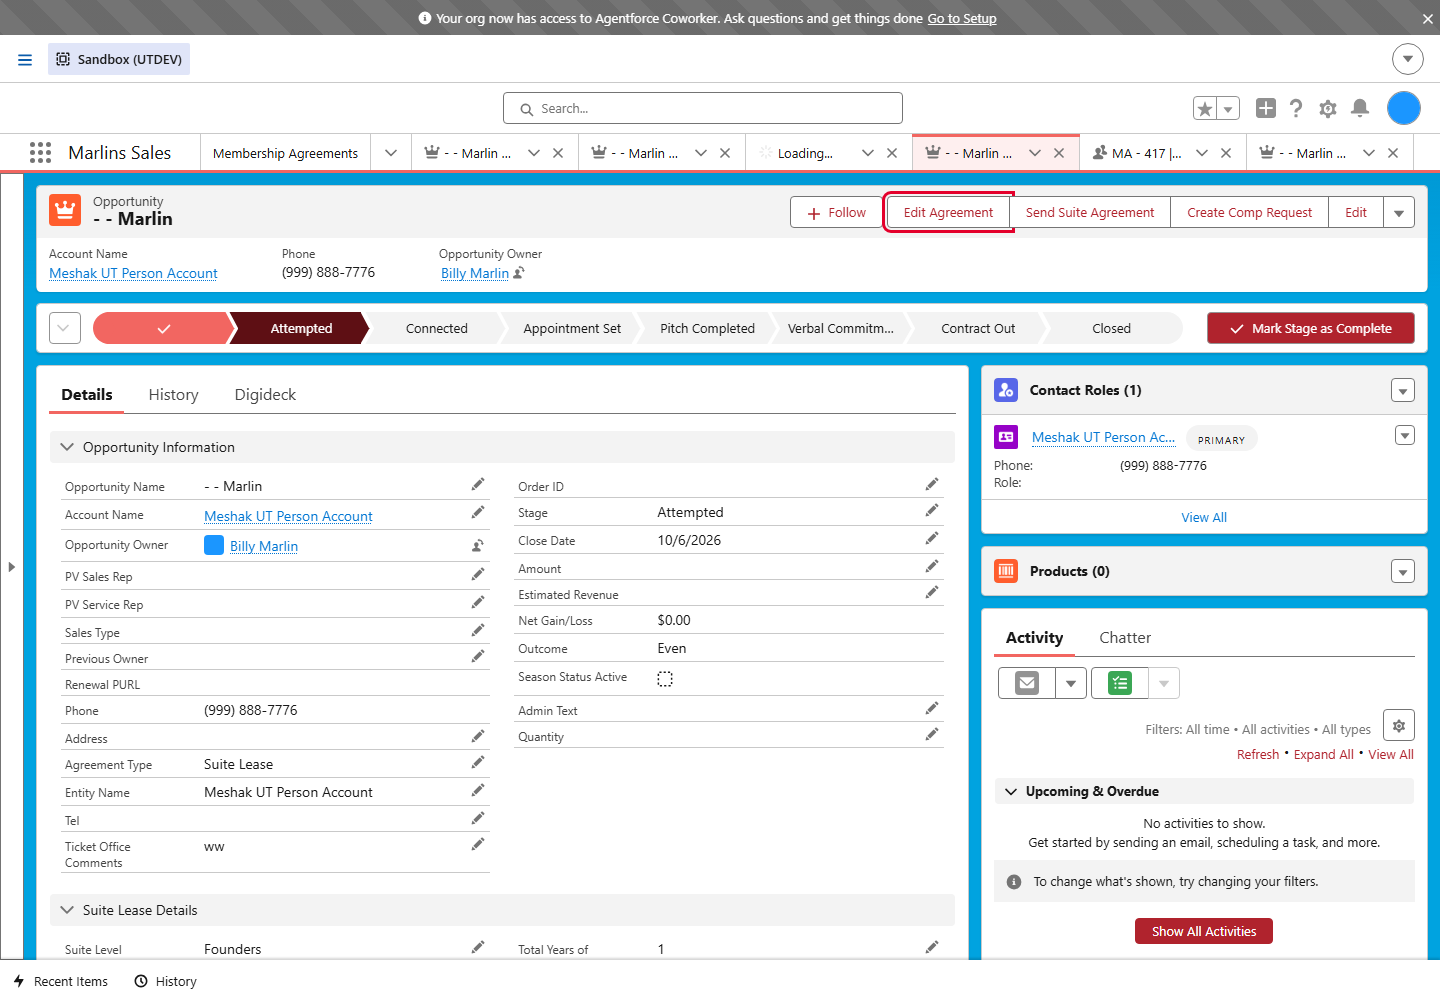 Your org now has access to Agentforce Coworker. Ask questions and get things done Go to Setup
Sandbox (UTDEV)
Search...
Marlins Sales
Membership Agreements
- - Marlin ...
- - Marlin ...
Loading...
- - Marlin ...
MA - 417 |...
- - Marlin ...
Opportunity
- - Marlin
Follow
Edit Agreement
Send Suite Agreement
Create Comp Request
Edit
Account Name
Meshak UT Person Account
Phone
(999) 888-7776
Opportunity Owner
Billy Marlin
Attempted
Connected
Appointment Set
Pitch Completed
Verbal Commitm...
Contract Out
Closed
Mark Stage as Complete
Details
History
Digideck
Opportunity Information
Opportunity Name
- - Marlin
Account Name
Meshak UT Person Account
Opportunity Owner
Billy Marlin
PV Sales Rep
PV Service Rep
Sales Type
Previous Owner
Renewal PURL
Phone
(999) 888-7776
Address
Agreement Type
Suite Lease
Entity Name
Meshak UT Person Account
Tel
Ticket Office
Comments
ww
Order ID
Stage
Attempted
Close Date
10/6/2026
Amount
Estimated Revenue
Net Gain/Loss
$0.00
Outcome
Even
Season Status Active
Admin Text
Quantity
Suite Lease Details
Suite Level
Founders
Total Years of
1
Contact Roles (1)
Meshak UT Person Ac...
PRIMARY
Phone:
(999) 888-7776
Role:
View All
Products (0)
Activity
Chatter
Filters: All time • All activities • All types
Refresh • Expand All • View All
Upcoming & Overdue
No activities to show.
Get started by sending an email, scheduling a task, and more.
To change what's shown, try changing your filters.
Show All Activities
Recent Items
History